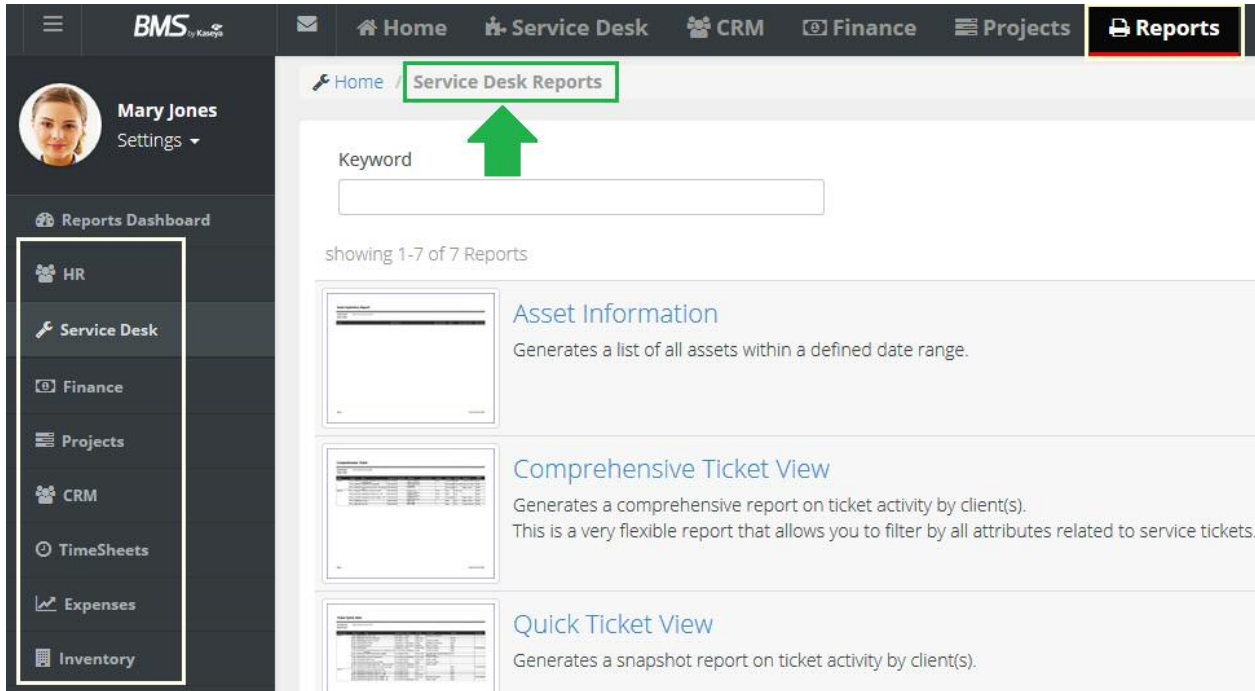 BMS by Kaseya
Home Service Desk CRM Finance Projects Reports
Mary Jones
Settings
Reports Dashboard
HR
Service Desk
Finance
Projects
CRM
TimeSheets
Expenses
Inventory
Home / Service Desk Reports
Keyword
showing 1-7 of 7 Reports
Asset Information
Generates a list of all assets within a defined date range.
Comprehensive Ticket View
Generates a comprehensive report on ticket activity by client(s).
This is a very flexible report that allows you to filter by all attributes related to service tickets.
Quick Ticket View
Generates a snapshot report on ticket activity by client(s).